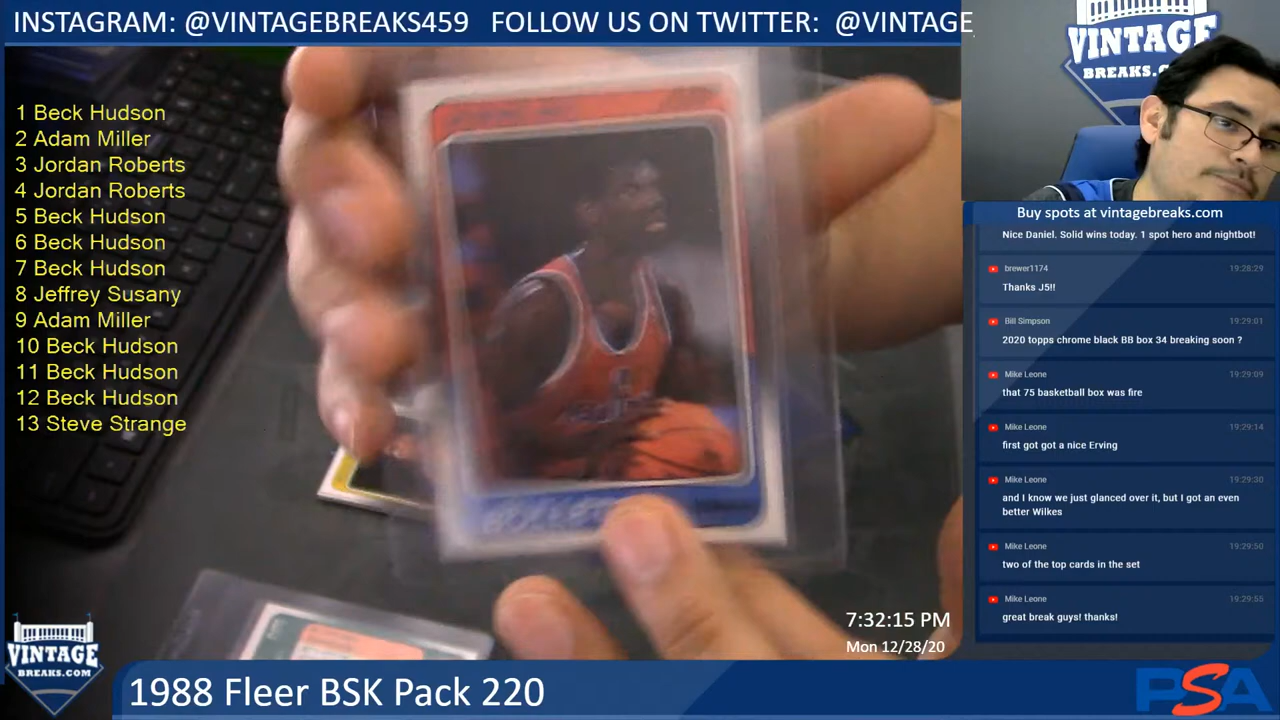 INSTAGRAM: @VINTAGEBREAKS459 FOLLOW US ON TWITTER: @VINTAGE
VINTAGE
BREAKS.C
1 Beck Hudson
2 Adam Miller
3 Jordan Roberts
4 Jordan Roberts
5 Beck Hudson
6 Beck Hudson
7 Beck Hudson
8 Jeffrey Susany
9 Adam Miller
10 Beck Hudson
11 Beck Hudson
12 Beck Hudson
13 Steve Strange
Buy spots at vintagebreaks.com
Nice Daniel. Solid wins today. 1 spot hero and nightbot!
brewer1174 19:28:29
Thanks J5!!
Bill Simpson 19:29:01
2020 topps chrome black BB box 34 breaking soon ?
Mike Leone 19:29:09
that 75 basketball box was fire
Mike Leone 19:29:14
first got got a nice Erving
Mike Leone 19:29:30
and I know we just glanced over it, but I got an even
better Wilkes
Mike Leone 19:29:50
two of the top cards in the set
Mike Leone 19:29:55
great break guys! thanks!
7:32:15 PM
Mon 12/28/20
VINTAGE
BREAKS.COM
1988 Fleer BSK Pack 220
PSA